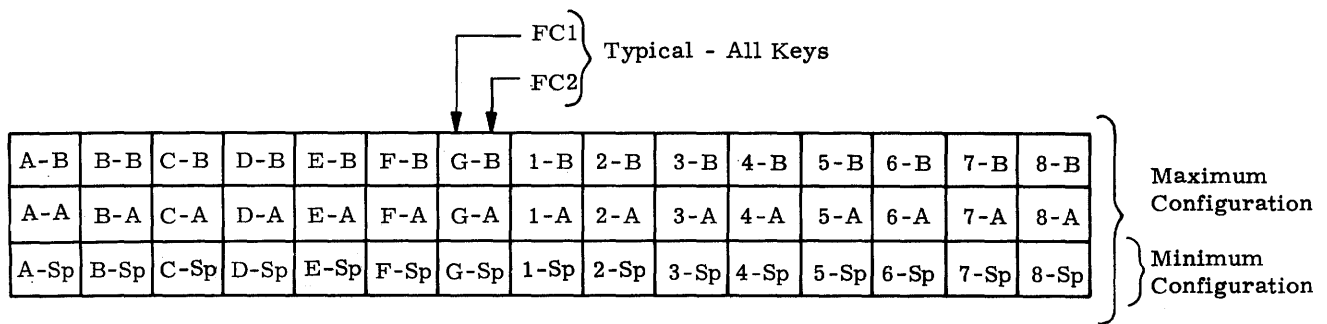 FC1
Typical - All Keys
FC2
A-B B-B C-B D-B E-B F-B G-B 1-B 2-B 3-B 4-B 5-B 6-B 7-B 8-B
A-A B-A C-A D-A E-A F-A G-A 1-A 2-A 3-A 4-A 5-A 6-A 7-A 8-A
A-Sp B-Sp C-Sp D-Sp E-Sp F-Sp G-Sp 1-Sp 2-Sp 3-Sp 4-Sp 5-Sp 6-Sp 7-Sp 8-Sp
Maximum
Configuration
Minimum
Configuration